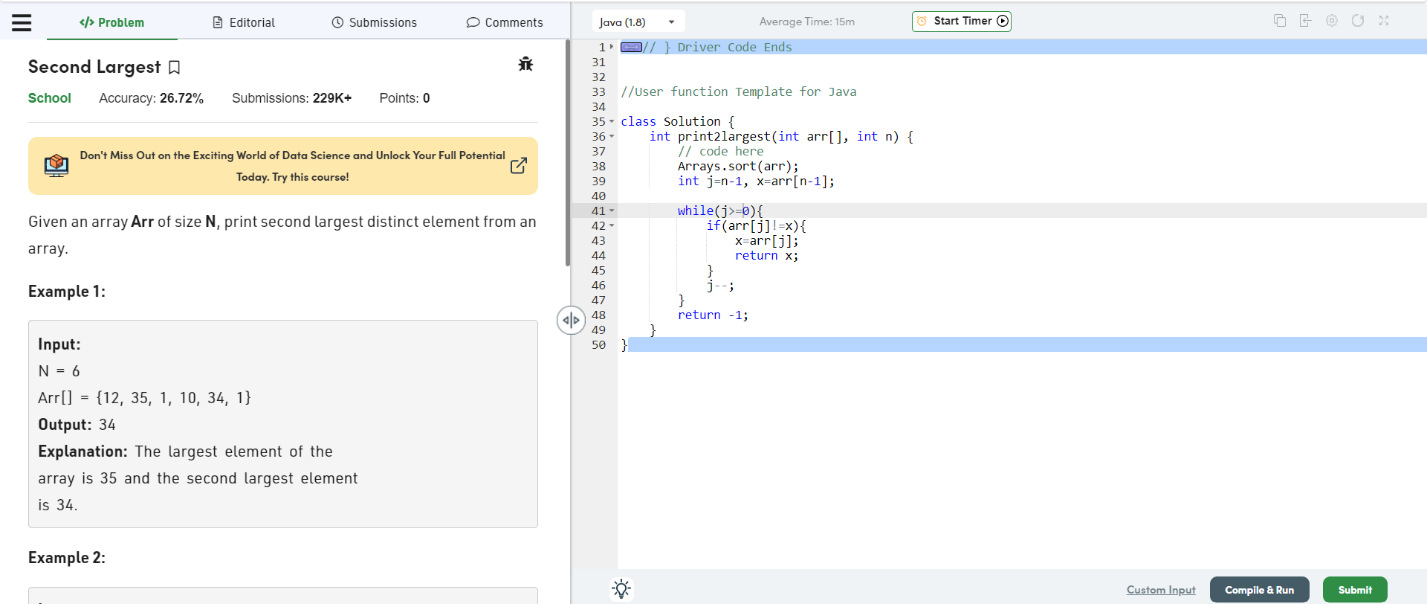 </> Problem
Editorial
Submissions
Comments
Second Largest
School Accuracy: 26.72% Submissions: 229K+ Points: 0
Don't Miss Out on the Exciting World of Data Science and Unlock Your Full Potential
Today. Try this course!
Given an array Arr of size N, print second largest distinct element from an
array.
Example 1:
Input:
N = 6
Arr[] = {12, 35, 1, 10, 34, 1}
Output: 34
Explanation: The largest element of the
array is 35 and the second largest element
is 34.
Example 2:
Java (1.8)
Average Time: 15m
Start Timer
1 // } Driver Code Ends
31
32
33 //User function Template for Java
34
35 class Solution {
36 int print2largest(int arr[], int n) {
37 // code here
38 Arrays.sort(arr);
39 int j=n-1, x=arr[n-1];
40
41 while(j>=0){
42 if(arr[j]!=x){
43 x=arr[j];
44 return x;
45 }
46 j--;
47 }
48 return -1;
49 }
50 }
Custom Input
Compile & Run
Submit